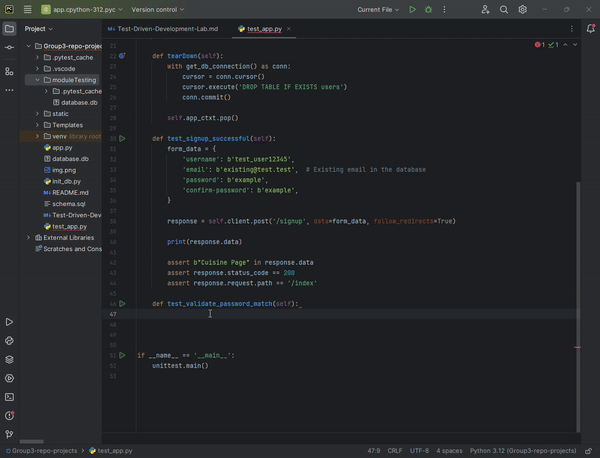 PC
app.cpython-312.pyc
Version control
Current File
Project
M↓ Test-Driven-Development-Lab.md
test_app.py
Group3-repo-projects
.pytest_cache
.vscode
moduleTesting
.pytest_cache
database.db
static
Templates
venv library root
app.py
database.db
img.png
init_db.py
M↓ README.md
schema.sql
M↓ Test-Driven-Dev
test_app.py
External Libraries
Scratches and Cons
1 1
21
22 def tearDown(self):
23 with get_db_connection() as conn:
24 cursor = conn.cursor()
25 cursor.execute('DROP TABLE IF EXISTS users')
26 conn.commit()
27
28 self.app_ctxt.pop()
29
30 def test_signup_successful(self):
31 form_data = {
32 'username': b'test_user12345',
33 'email': b'existing@test.test', # Existing email in the database
34 'password': b'example',
35 'confirm-password': b'example',
36 }
37
38 response = self.client.post('/signup', data=form_data, follow_redirects=True)
39
40 print(response.data)
41
42 assert b"Cuisine Page" in response.data
43 assert response.status_code == 200
44 assert response.request.path == '/index'
45
46 def test_validate_password_match(self):
47
48
49
50
51 if __name__ == '__main__':
52 unittest.main()
53
Group3-repo-projects > test_app.py
47:9 CRLF UTF-8 4 spaces Python 3.12 (Group3-repo-projects)